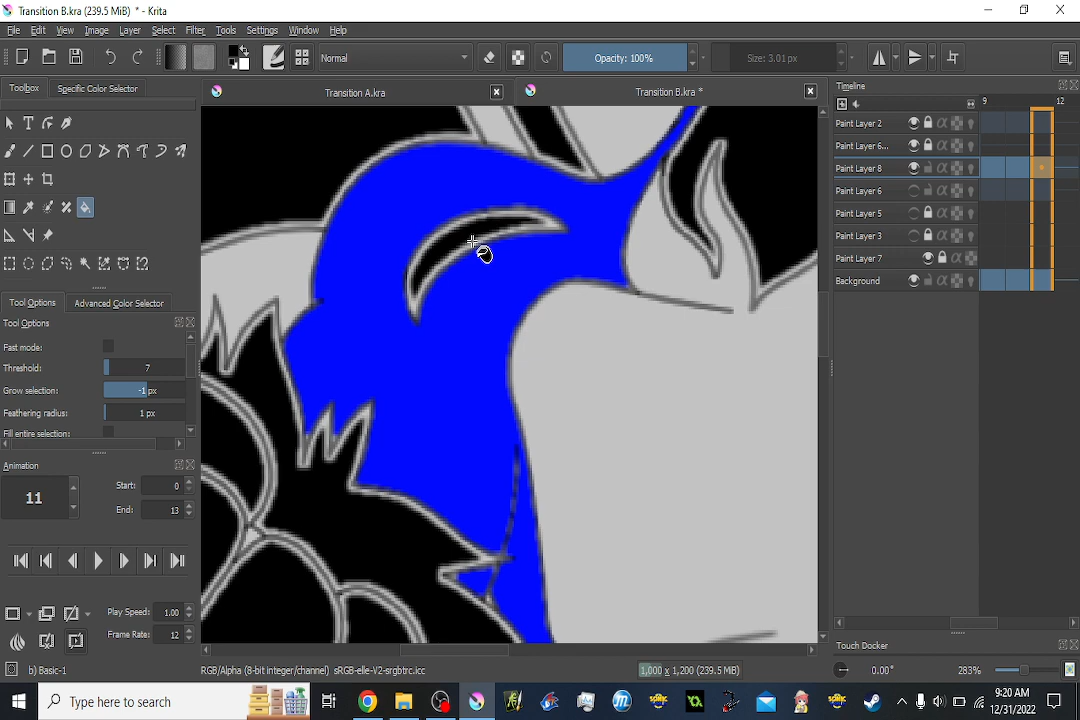 Transition B.kra (239.5 MiB) * - Krita
File Edit View Image Layer Select Filter Tools Settings Window Help
Normal Opacity: 100% Size: 3.01 px
Toolbox Specific Color Selector
Transition A.kra
Transition B.kra *
Timeline
9 12
Paint Layer 2
Paint Layer 6...
Paint Layer 8
Paint Layer 6
Paint Layer 5
Paint Layer 3
Paint Layer 7
Background
Tool Options Advanced Color Selector
Tool Options
Fast mode:
Threshold: 7
Grow selection: -1 px
Feathering radius: 1 px
Fill entire selection:
Animation
11 Start: 0
End: 13
Play Speed: 1.00
Frame Rate: 12
Touch Docker
b) Basic-1 RGB/Alpha (8-bit integer/channel) sRGB-elle-V2-srgbtrc.icc 1,000 x 1,200 (239.5 MiB) 0.00° 283%
Type here to search
9:20 AM
12/31/2022